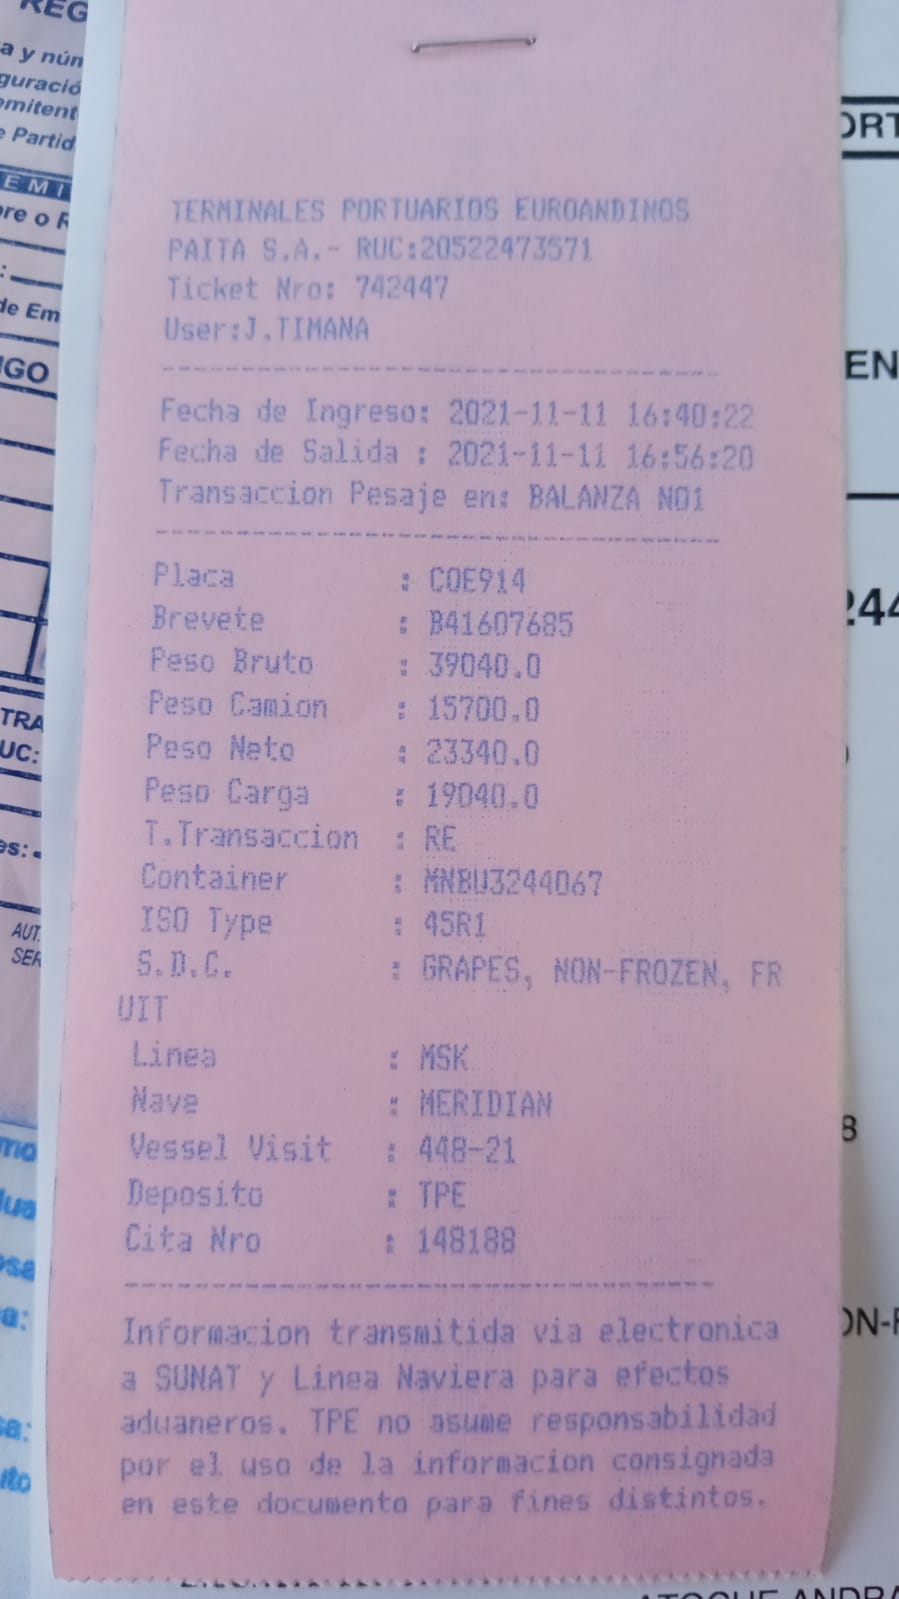 TERMINALES PORTUARIOS EUROANDINOS
PAITA S.A.- RUC:20522473571
Ticket Nro: 742447
User:J.TIMANA
Fecha de Ingreso: 2021-11-11 16:40:22
Fecha de Salida : 2021-11-11 16:56:20
Transaccion Pesaje en: BALANZA NO1
Placa : COE914
Brevete : B41607685
Peso Bruto : 39040.0
Peso Camion : 15700.0
Peso Neto : 23340.0
Peso Carga : 19040.0
T.Transaccion : RE
Container : MNBU3244067
ISO Type : 45R1
S.D.C. : GRAPES, NON-FROZEN, FR
UIT
Linea : MSK
Nave : MERIDIAN
Vessel Visit : 448-21
Deposito : TPE
Cita Nro : 148188
Informacion transmitida via electronica
a SUNAT y Linea Naviera para efectos
aduaneros. TPE no asume responsabilidad
por el uso de la informacion consignada
en este documento para fines distintos.